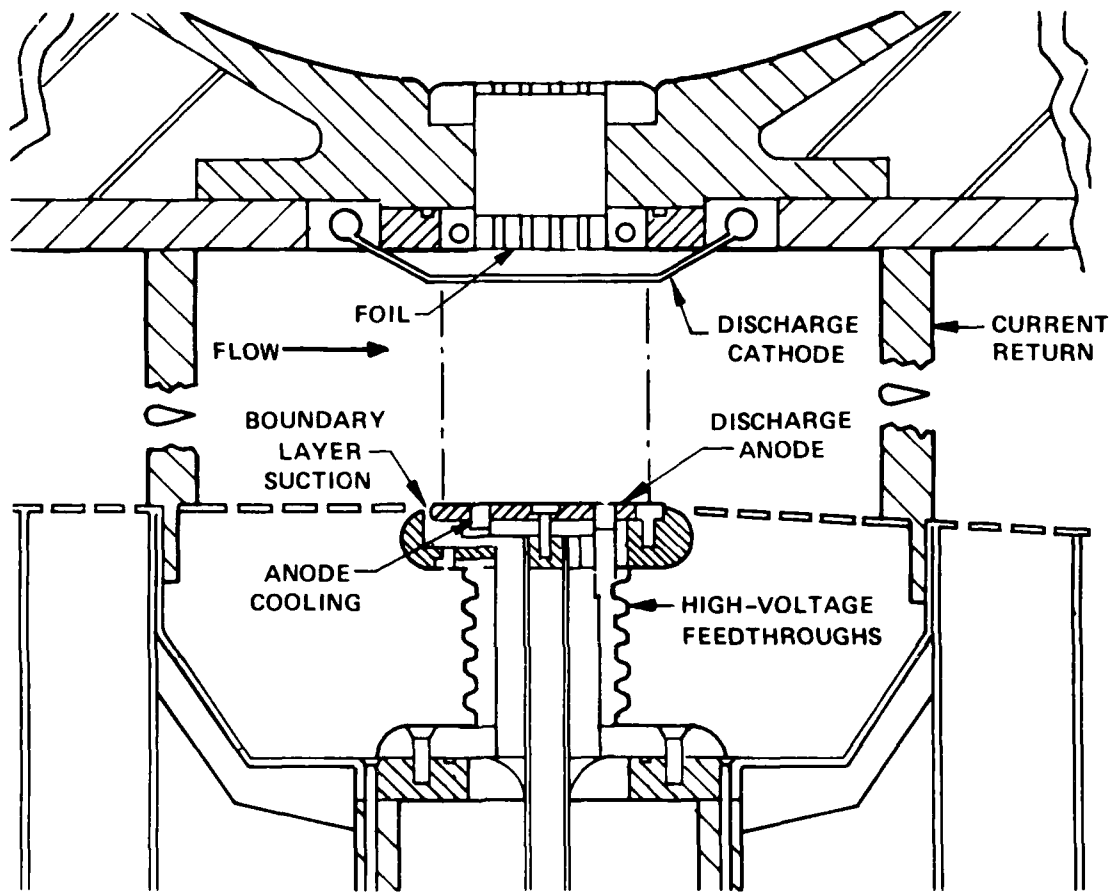 FOIL
FLOW
DISCHARGE
CATHODE
CURRENT
RETURN
BOUNDARY
LAYER
SUCTION
DISCHARGE
ANODE
ANODE
COOLING
HIGH-VOLTAGE
FEEDTHROUGHS